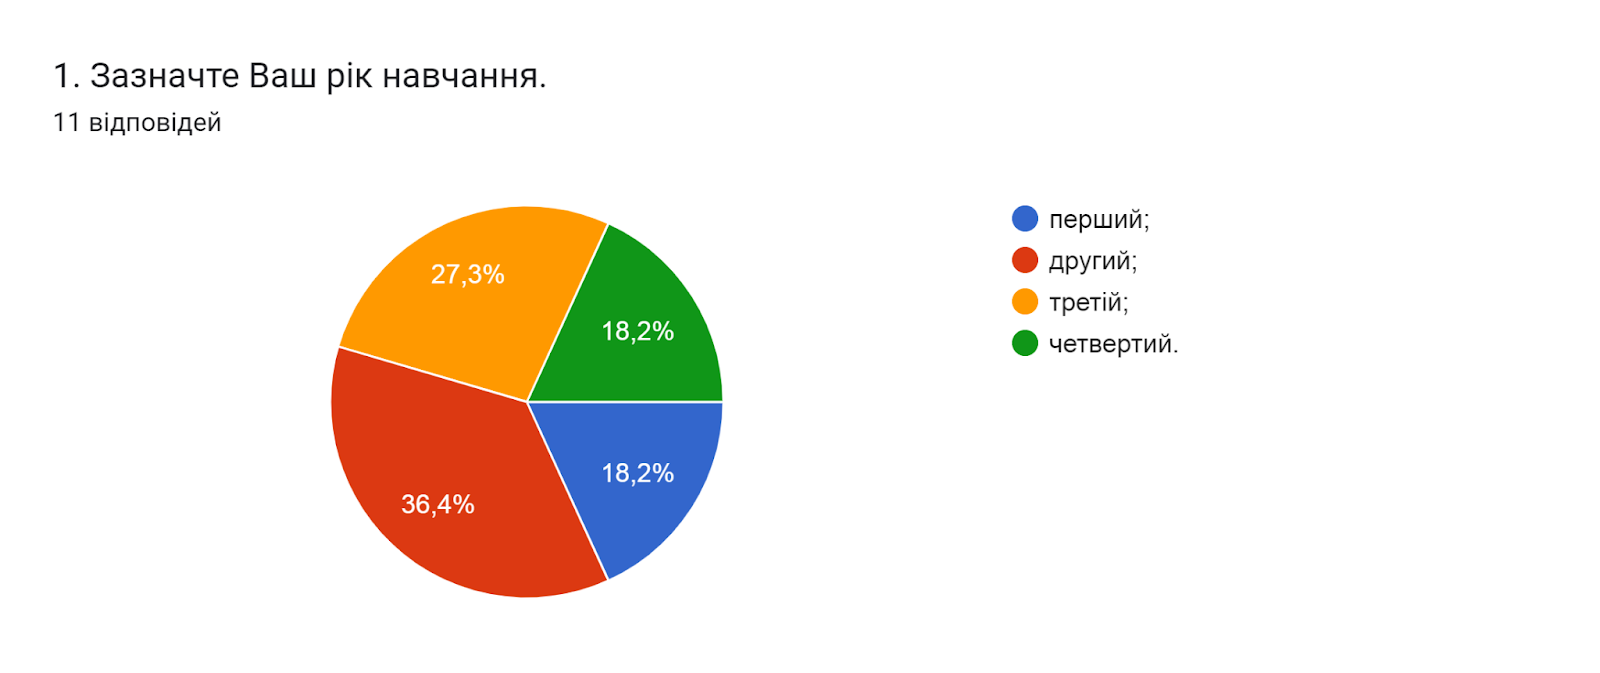 1. Зазначте Ваш рік навчання.
11 відповідей
перший;
другий;
третій;
четвертий.
27,3%
18,2%
18,2%
36,4%